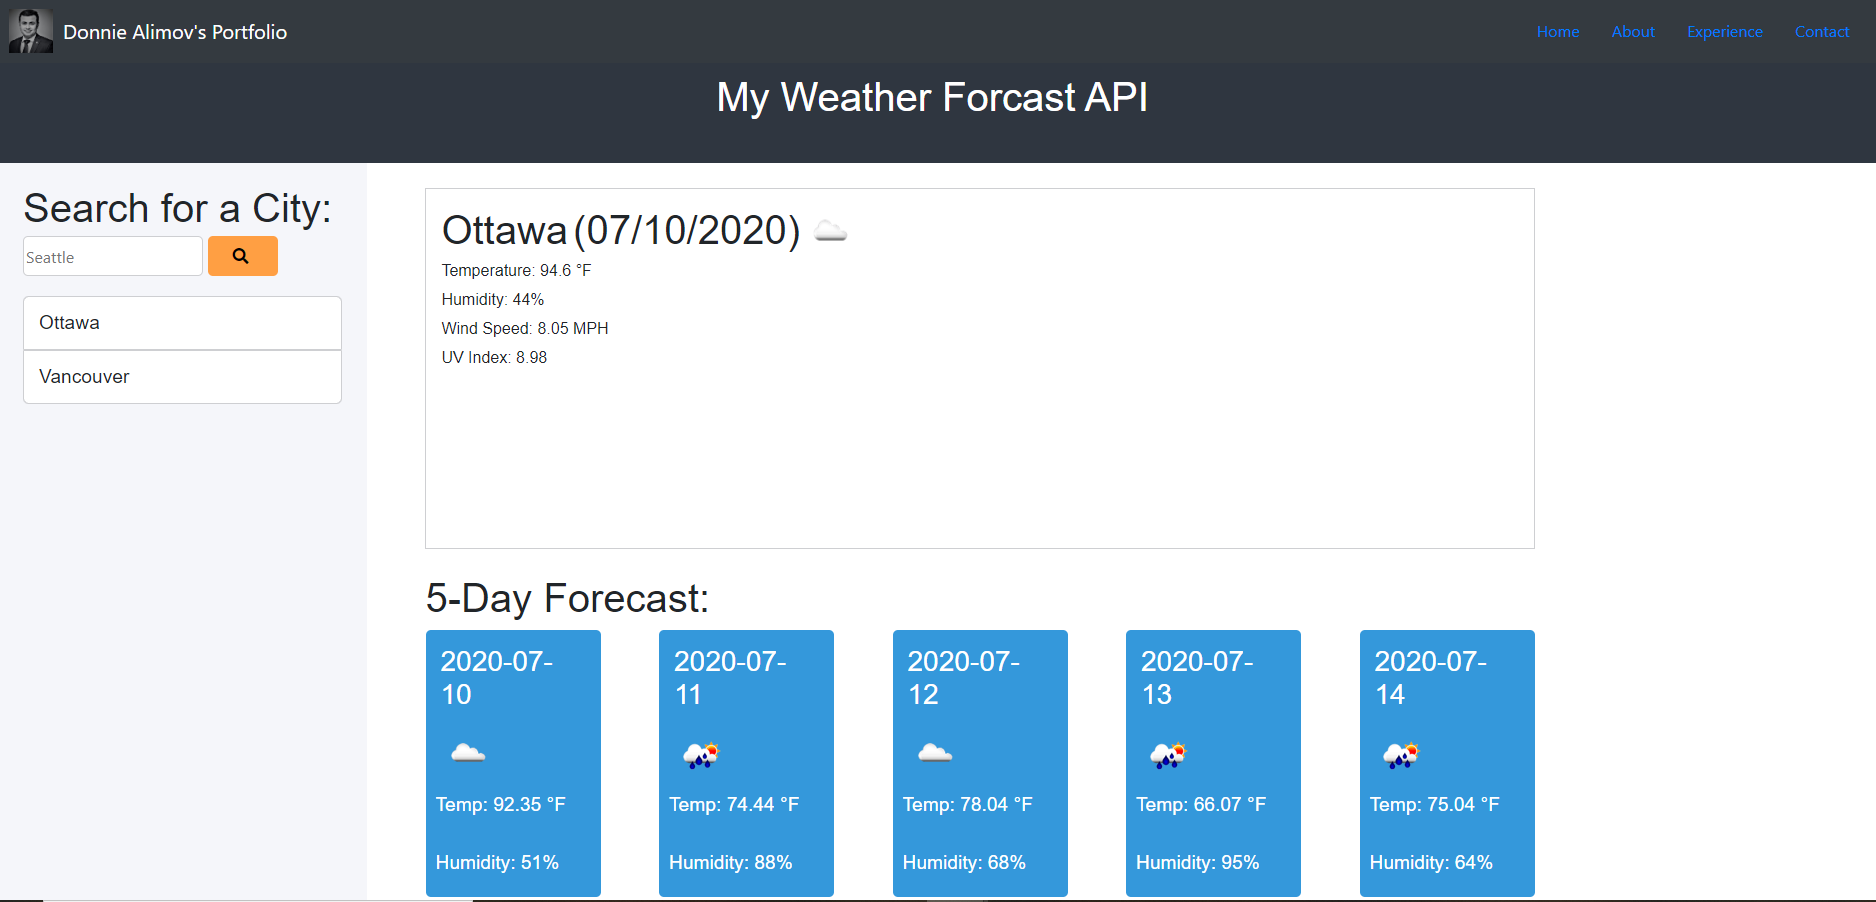 Donnie Alimov's Portfolio
Home About Experience Contact
My Weather Forcast API
Search for a City:
Seattle
Ottawa
Vancouver
Ottawa (07/10/2020)
Temperature: 94.6 °F
Humidity: 44%
Wind Speed: 8.05 MPH
UV Index: 8.98
5-Day Forecast:
2020-07-
10
Temp: 92.35 °F
Humidity: 51%
2020-07-
11
Temp: 74.44 °F
Humidity: 88%
2020-07-
12
Temp: 78.04 °F
Humidity: 68%
2020-07-
13
Temp: 66.07 °F
Humidity: 95%
2020-07-
14
Temp: 75.04 °F
Humidity: 64%